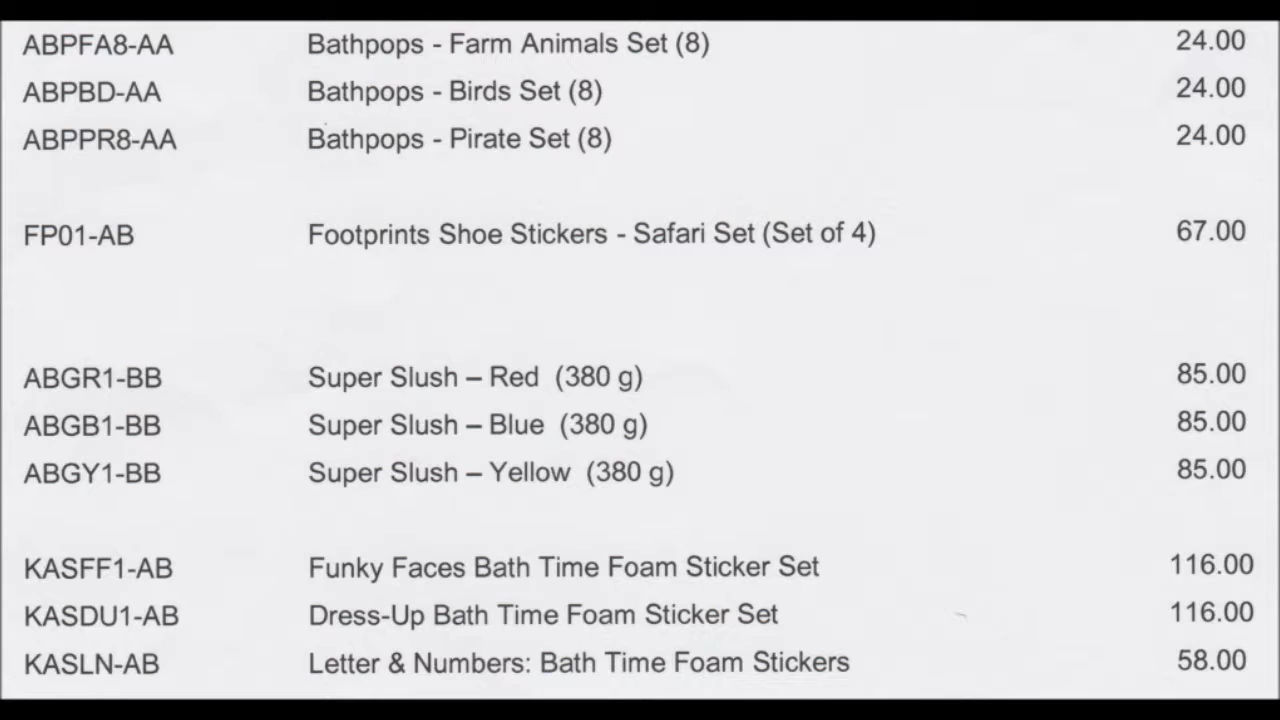 ABPFA8-AA Bathpops - Farm Animals Set (8) 24.00
ABPBD-AA Bathpops - Birds Set (8) 24.00
ABPPR8-AA Bathpops - Pirate Set (8) 24.00
FP01-AB Footprints Shoe Stickers - Safari Set (Set of 4) 67.00
ABGR1-BB Super Slush – Red (380 g) 85.00
ABGB1-BB Super Slush – Blue (380 g) 85.00
ABGY1-BB Super Slush – Yellow (380 g) 85.00
KASFF1-AB Funky Faces Bath Time Foam Sticker Set 116.00
KASDU1-AB Dress-Up Bath Time Foam Sticker Set 116.00
KASLN-AB Letter & Numbers: Bath Time Foam Stickers 58.00